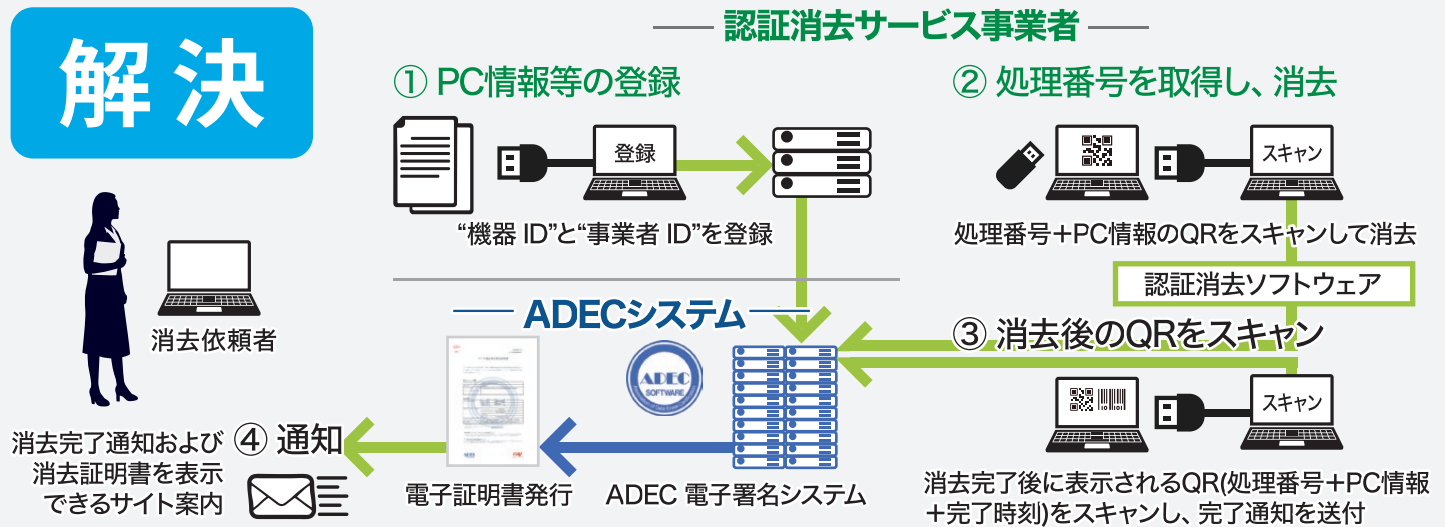 解決
認証消去サービス事業者
① PC情報等の登録
登録
“機器 ID”と“事業者 ID”を登録
② 処理番号を取得し、消去
スキャン
処理番号+PC情報のQRをスキャンして消去
認証消去ソフトウェア
消去依頼者
ADECシステム
③ 消去後のQRをスキャン
ADEC
SOFTWARE
スキャン
消去完了後に表示されるQR(処理番号+PC情報
+完了時刻)をスキャンし、完了通知を送付
ADEC 電子署名システム
電子証明書発行
④ 通知
消去完了通知および
消去証明書を表示
できるサイト案内